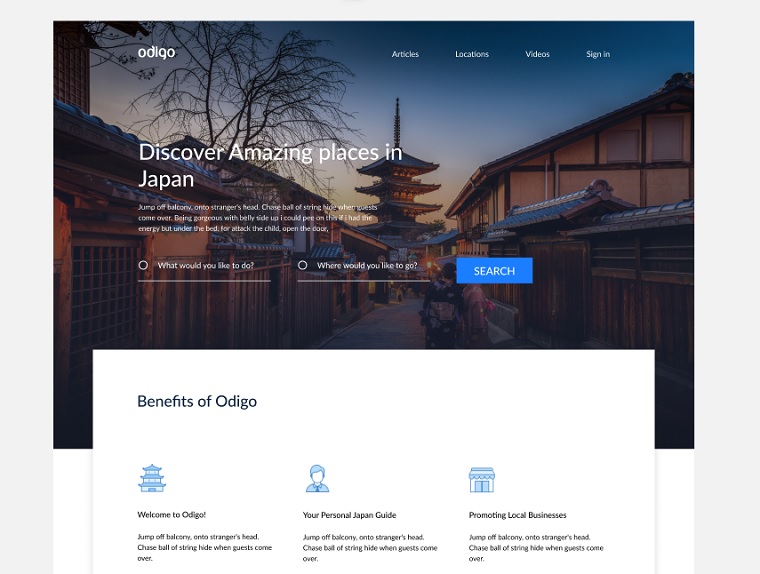 odigo
Articles
Locations
Videos
Sign in
Discover Amazing places in
Japan
Jump off balcony, onto stranger's head. Chase ball of string hide when guests
come over. Being gorgeous with belly side up i could pee on this if i had the
energy but under the bed, for attack the child, open the door,
What would you like to do?
Where would you like to go?
SEARCH
Benefits of Odigo
Welcome to Odigo!
Jump off balcony, onto stranger's head.
Chase ball of string hide when guests come
over.
Your Personal Japan Guide
Jump off balcony, onto stranger's head.
Chase ball of string hide when guests
come over.
Promoting Local Businesses
Jump off balcony, onto stranger's head.
Chase ball of string hide when guests come
over.